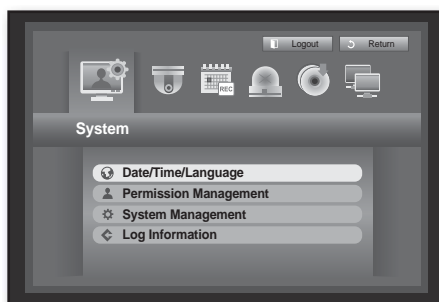 Logout
Return
REC
System
Date/Time/Language
Permission Management
System Management
Log Information